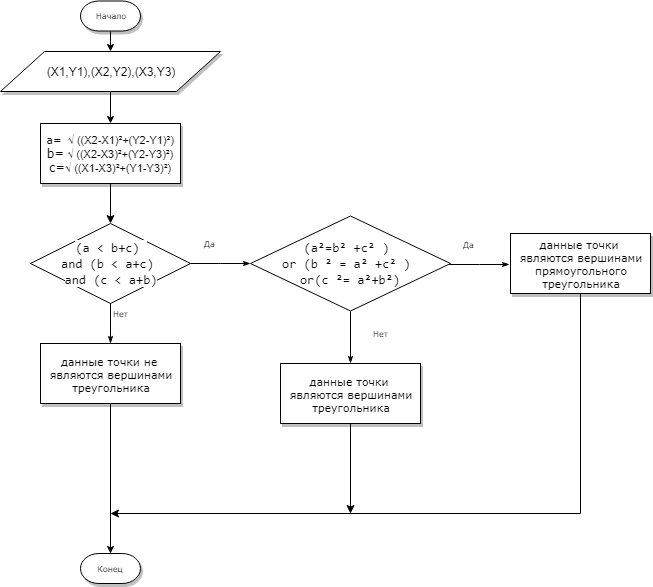 Начало
(X1,Y1),(X2,Y2),(X3,Y3)
a= √ ((X2-X1)²+(Y2-Y1)²)
b= √ ((X2-X3)²+(Y2-Y3)²)
c=√ ((X1-X3)²+(Y1-Y3)²)
(a < b+c)
and (b < a+c)
and (c < a+b)
Да
(a²=b² +c² )
or (b ² = a² +c² )
or(c ²= a²+b²)
Да
данные точки
являются вершинами
прямоугольного
треугольника
Нет
данные точки не
являются вершинами
треугольника
Нет
данные точки
являются вершинами
треугольника
Конец